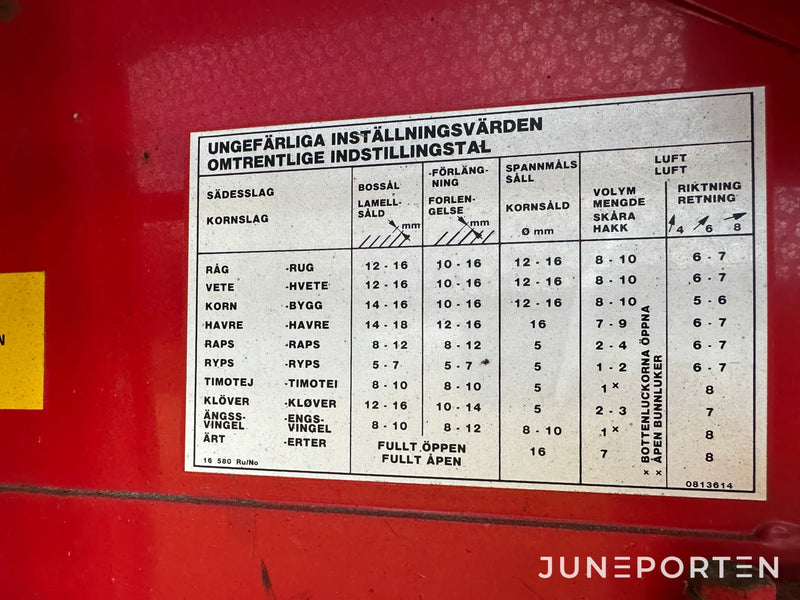 UNGEFÄRLIGA INSTÄLLNINGSVÄRDEN
OMTRENTLIGE INDSTILLINGSTAL
SÄDESSLAG
KORNSLAG
BOSSÅL
LAMELL-
SÅLD
mm
-FÖRLÄNG-
NING
FORLEN-
GELSE
mm
SPANNMÅLS
SÅLL
KORNSÅLD
Ø mm
LUFT
LUFT
VOLYM
MENGDE
SKÅRA
HAKK
RIKTNING
RETNING
4 6 8
RÅG -RUG 12 - 16 10 - 16 12 - 16 8 - 10 6 - 7
VETE -HVETE 12 - 16 10 - 16 12 - 16 8 - 10 6 - 7
KORN -BYGG 14 - 16 10 - 16 12 - 16 8 - 10 5 - 6
HAVRE -HAVRE 14 - 18 12 - 16 16 7 - 9 6 - 7
RAPS -RAPS 8 - 12 8 - 12 5 2 - 4 6 - 7
RYPS -RYPS 5 - 7 5 - 7 5 1 - 2 6 - 7
TIMOTEJ -TIMOTEI 8 - 10 8 - 10 5 1 × 8
KLÖVER -KLØVER 12 - 16 10 - 14 5 2 - 3 7
ÄNGSS- -ENGS-
VINGEL VINGEL 8 - 10 8 - 12 8 - 10 1 × 8
ÄRT -ERTER FULLT ÖPPEN 16 7 8
FULLT ÅPEN
× BOTTENLUCKORNA ÖPPNA
× ÅPEN BUNNLUKER
16 580 Ru/No
0813614
N
JUNEPORTEN